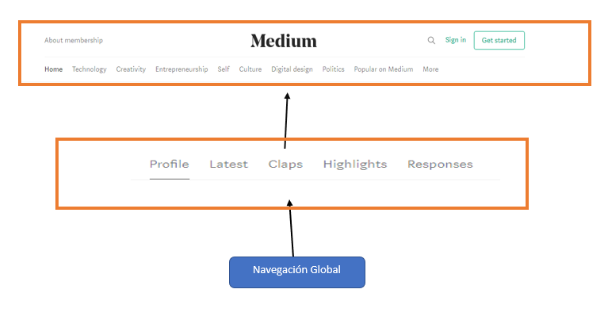 About membership
Medium
Sign in
Get started
Home Technology Creativity Entrepreneurship Self Culture Digital design Politics Popular on Medium More
Profile Latest Claps Highlights Responses
Navegación Global